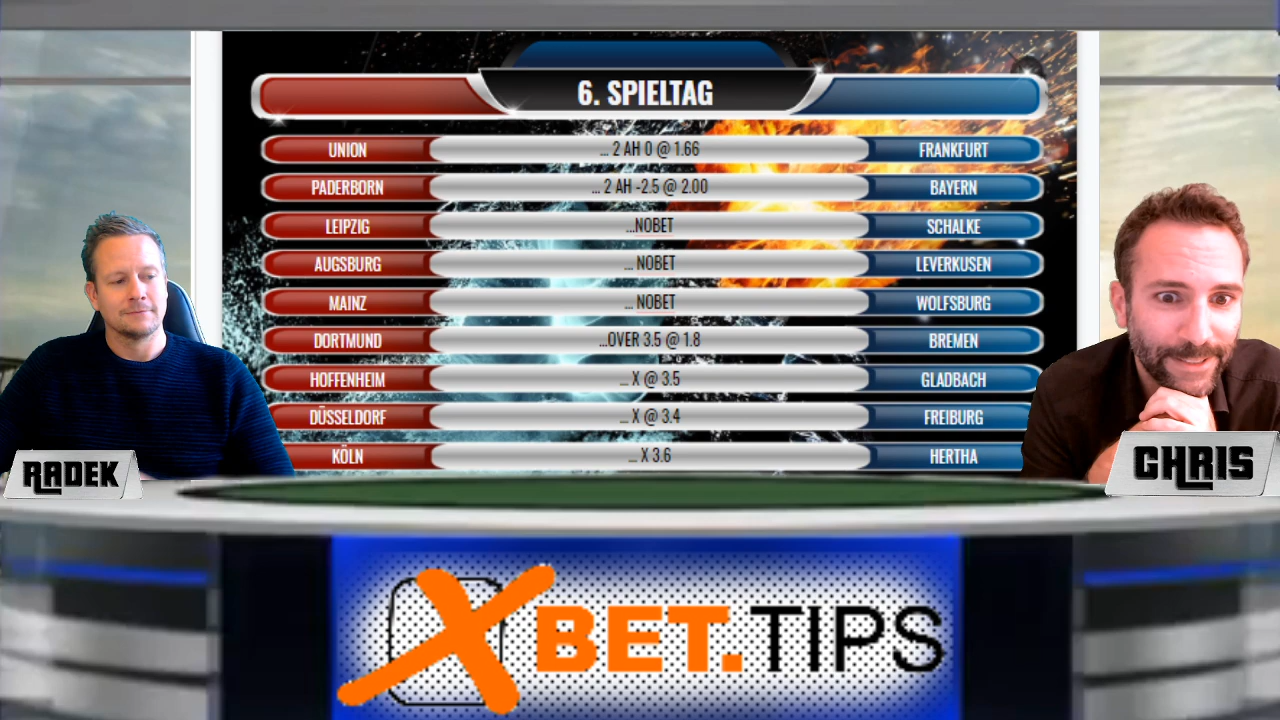 6. SPIELTAG
UNION ... 2 AH 0 @ 1.66 FRANKFURT
PADERBORN ... 2 AH -2.5 @ 2.00 BAYERN
LEIPZIG ...NOBET SCHALKE
AUGSBURG ... NOBET LEVERKUSEN
MAINZ ... NOBET WOLFSBURG
DORTMUND ...OVER 3.5 @ 1.8 BREMEN
HOFFENHEIM ... X @ 3.5 GLADBACH
DÜSSELDORF ... X @ 3.4 FREIBURG
KÖLN ... X 3.6 HERTHA
RADEK
CHRIS
XBET.TIPS